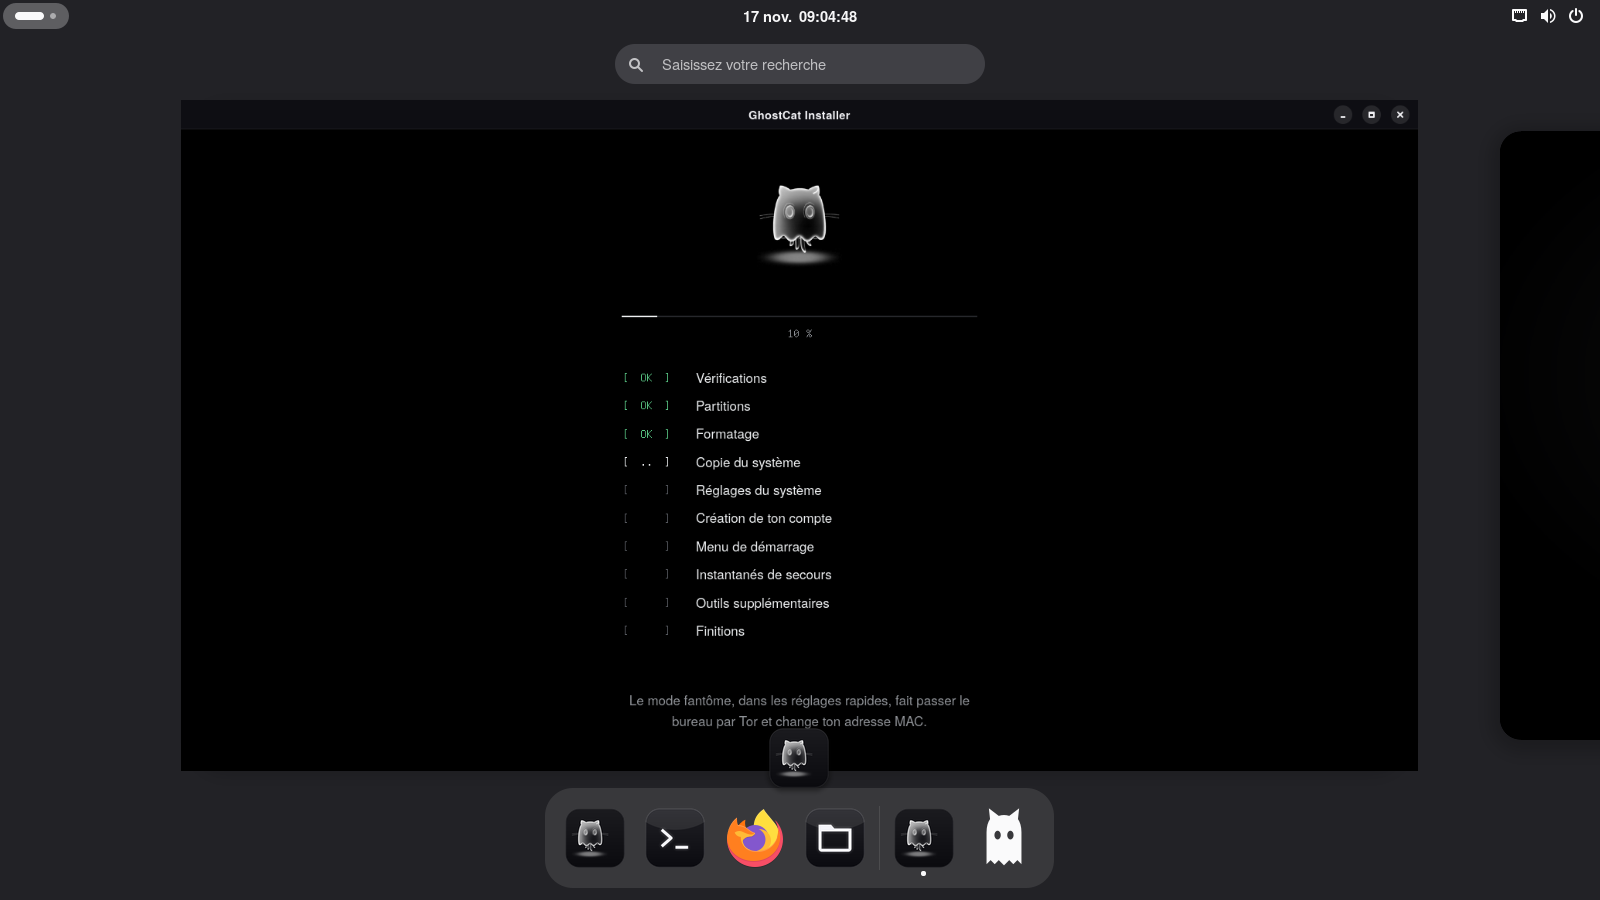 17 nov. 09:04:48
Saisissez votre recherche
GhostCat Installer
10 %
[ OK ] Vérifications
[ OK ] Partitions
[ OK ] Formatage
[ .. ] Copie du système
[ ] Réglages du système
[ ] Création de ton compte
[ ] Menu de démarrage
[ ] Instantanés de secours
[ ] Outils supplémentaires
[ ] Finitions
Le mode fantôme, dans les réglages rapides, fait passer le
bureau par Tor et change ton adresse MAC.